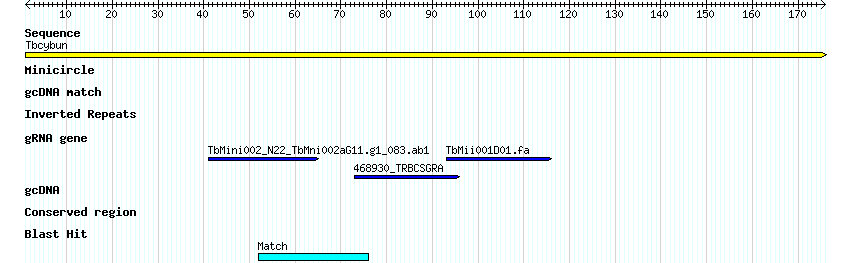 10 20 30 40 50 60 70 80 90 100 110 120 130 140 150 160 170
Sequence
Tbcybun
Minicircle
gcDNA match
Inverted Repeats
gRNA gene
TbMini002_N22_TbMni002aG11.g1_083.ab1 TbMii001D01.fa
468930_TRBCSGRA
gcDNA
Conserved region
Blast Hit
Match